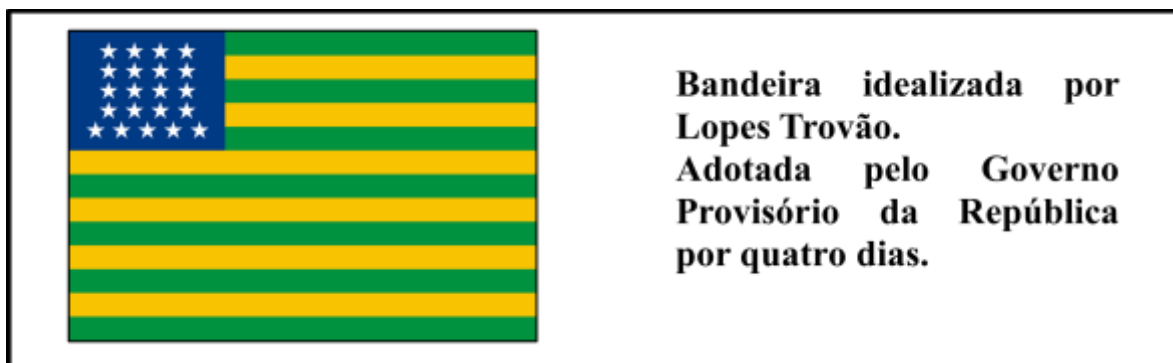 Bandeira idealizada por
Lopes Trovão.
Adotada pelo Governo
Provisório da República
por quatro dias.